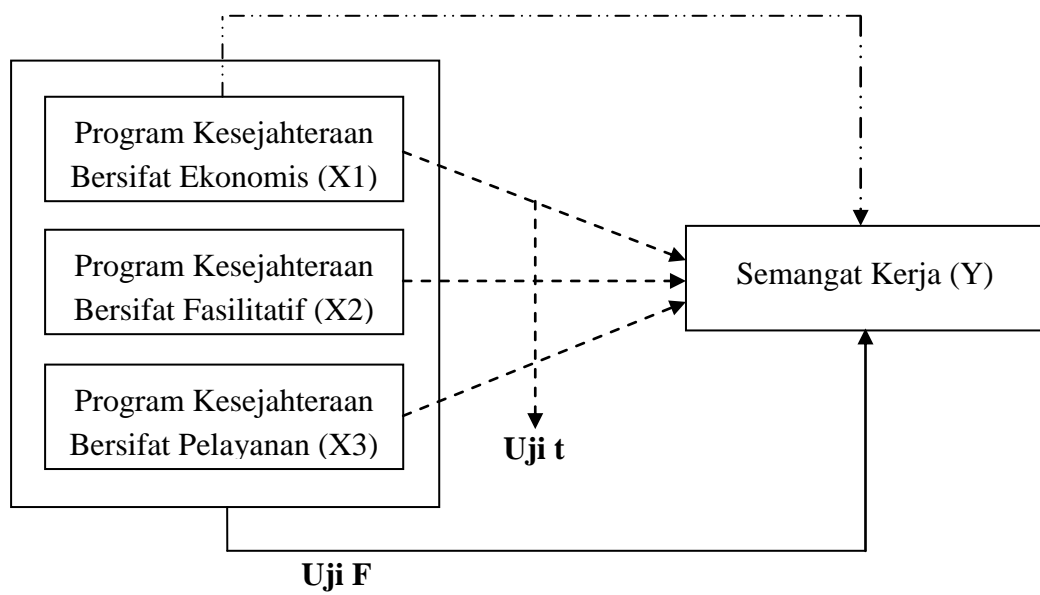 Program Kesejahteraan
Bersifat Ekonomis (X1)
Program Kesejahteraan
Bersifat Fasilitatif (X2)
Program Kesejahteraan
Bersifat Pelayanan (X3)
Semangat Kerja (Y)
Uji t
Uji F